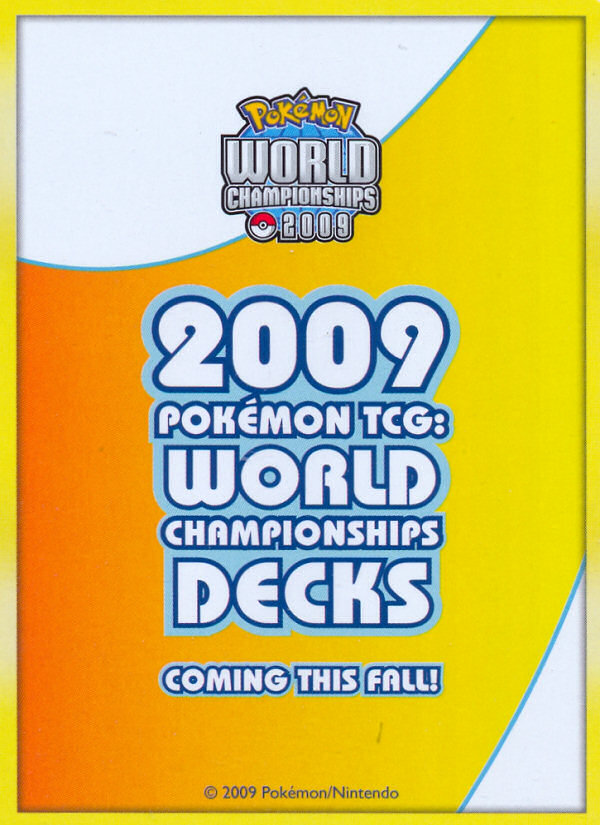 POKéMON
WORLD
CHAMPIONSHIPS
2009
2009
POKÉMON TCG:
WORLD
CHAMPIONSHIPS
DECKS
COMING THIS FALL!
© 2009 Pokémon/Nintendo